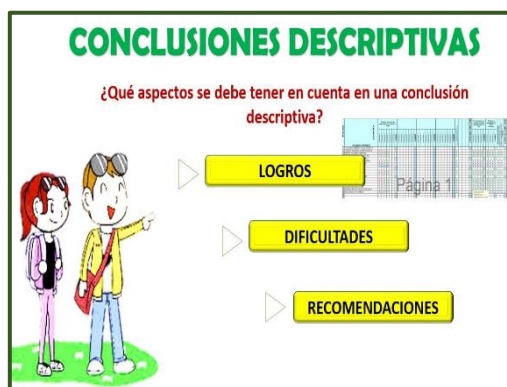 CONCLUSIONES DESCRIPTIVAS
¿Qué aspectos se debe tener en cuenta en una conclusión
descriptiva?
LOGROS
Página 1
DIFICULTADES
RECOMENDACIONES